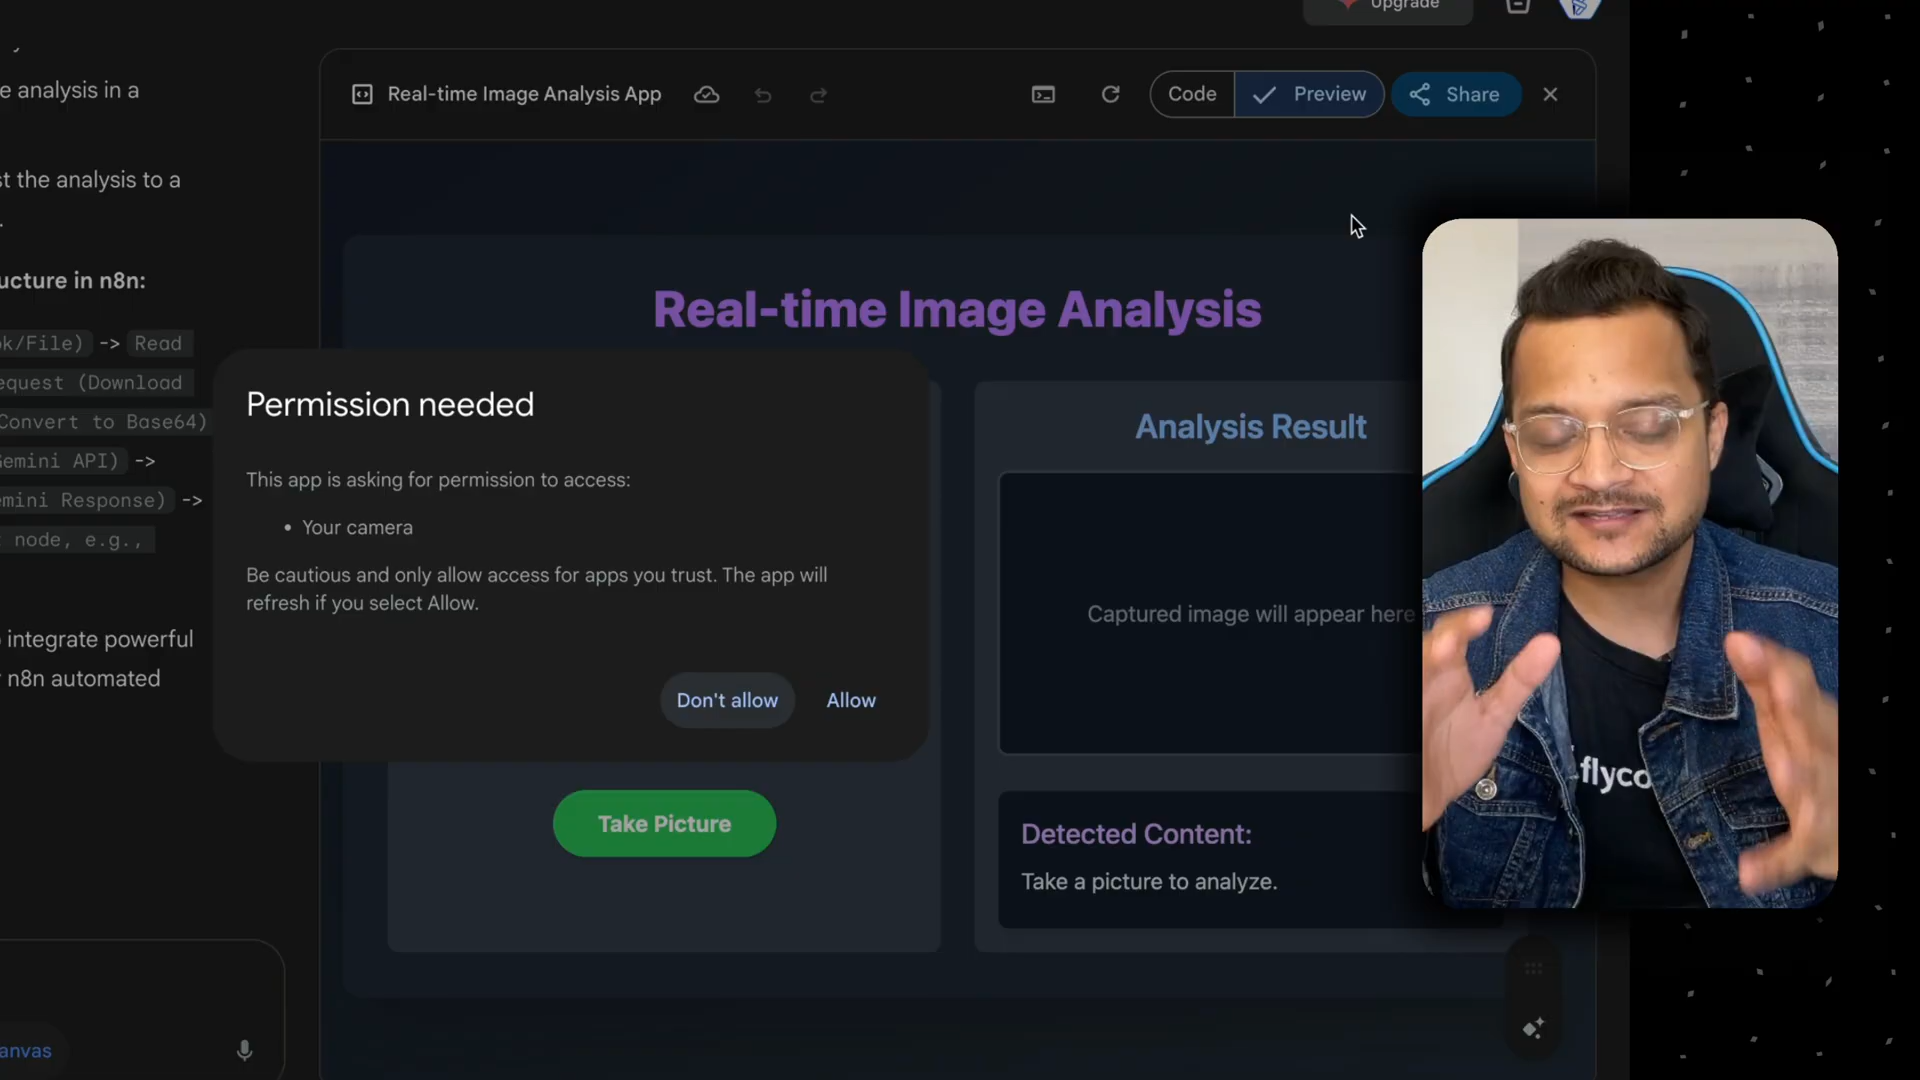 Upgrade
e analysis in a
st the analysis to a
ucture in n8n:
ok/File) -> Read
equest (Download
Convert to Base64)
Gemini API) ->
emini Response) ->
t node, e.g.,
o integrate powerful
r n8n automated
anvas
Real-time Image Analysis App
Code
Preview
Share
Real-time Image Analysis
Permission needed
This app is asking for permission to access:
• Your camera
Be cautious and only allow access for apps you trust. The app will
refresh if you select Allow.
Don't allow
Allow
Take Picture
Analysis Result
Captured image will appear here
Detected Content:
Take a picture to analyze.
flyco